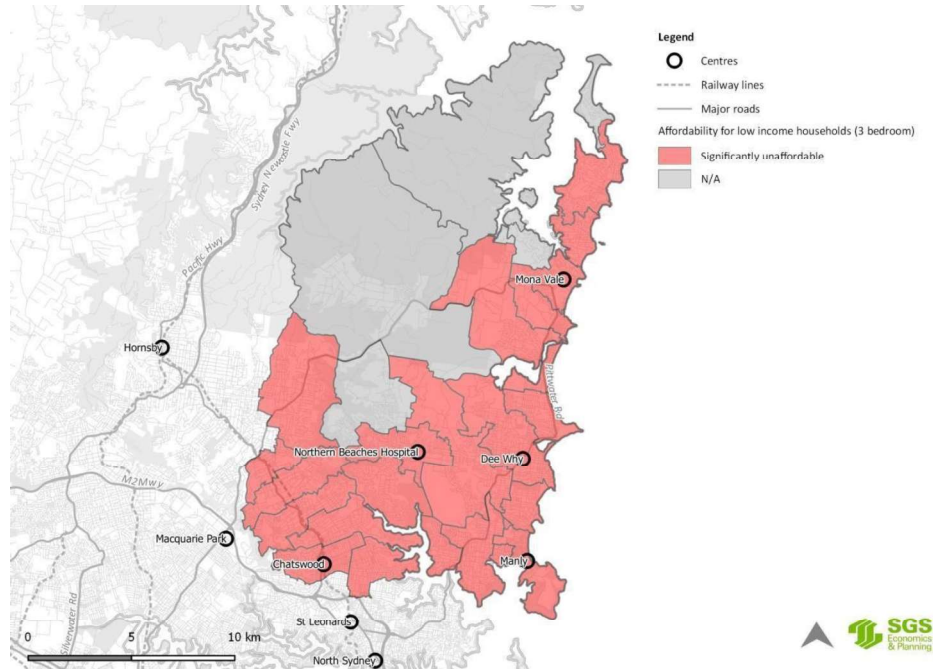 Legend
Centres
Railway lines
Major roads
Affordability for low income households (3 bedroom)
Significantly unaffordable
N/A
Sydney Newcastle Fwy
Pacific Hwy
Mona Vale
Hornsby
Pittwater Rd
Northern Beaches Hospital
Dee Why
M2Mwy
Macquarie Park
Chatswood
Manly
Silverwater Rd
St Leonards
North Sydney
0 5 10 km
SGS
Economics
& Planning